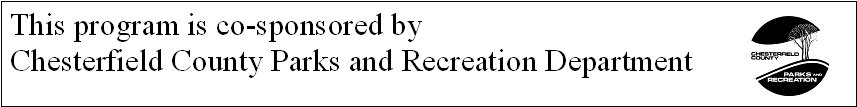 This program is co-sponsored by
Chesterfield County Parks and Recreation Department
CHESTERFIELD
COUNTY
PARKS AND
RECREATION